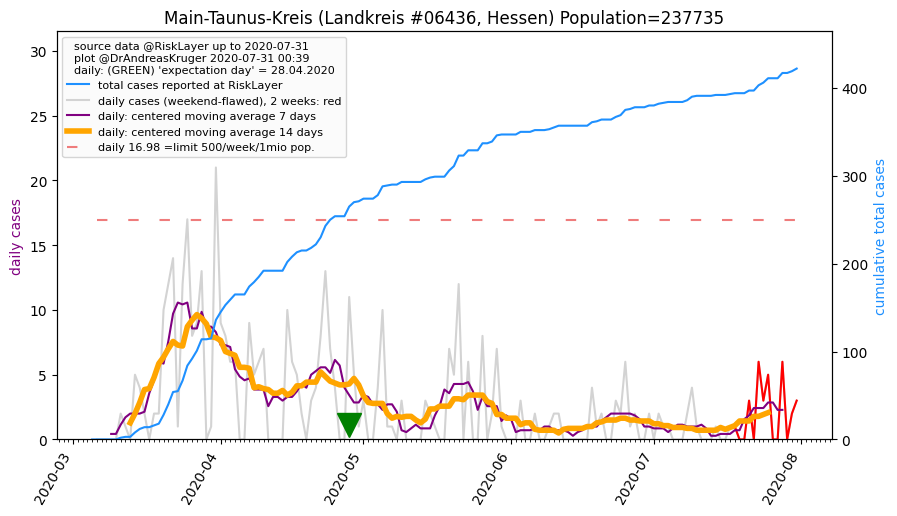 Main-Taunus-Kreis (Landkreis #06436, Hessen) Population=237735
source data @RiskLayer up to 2020-07-31
plot @DrAndreasKruger 2020-07-31 00:39
daily: (GREEN) 'expectation day' = 28.04.2020
total cases reported at RiskLayer
daily cases (weekend-flawed), 2 weeks: red
daily: centered moving average 7 days
daily: centered moving average 14 days
daily 16.98 =limit 500/week/1mio pop.
daily cases
30
25
20
15
10
5
0
cumulative total cases
400
300
200
100
0
2020-03
2020-04
2020-05
2020-06
2020-07
2020-08